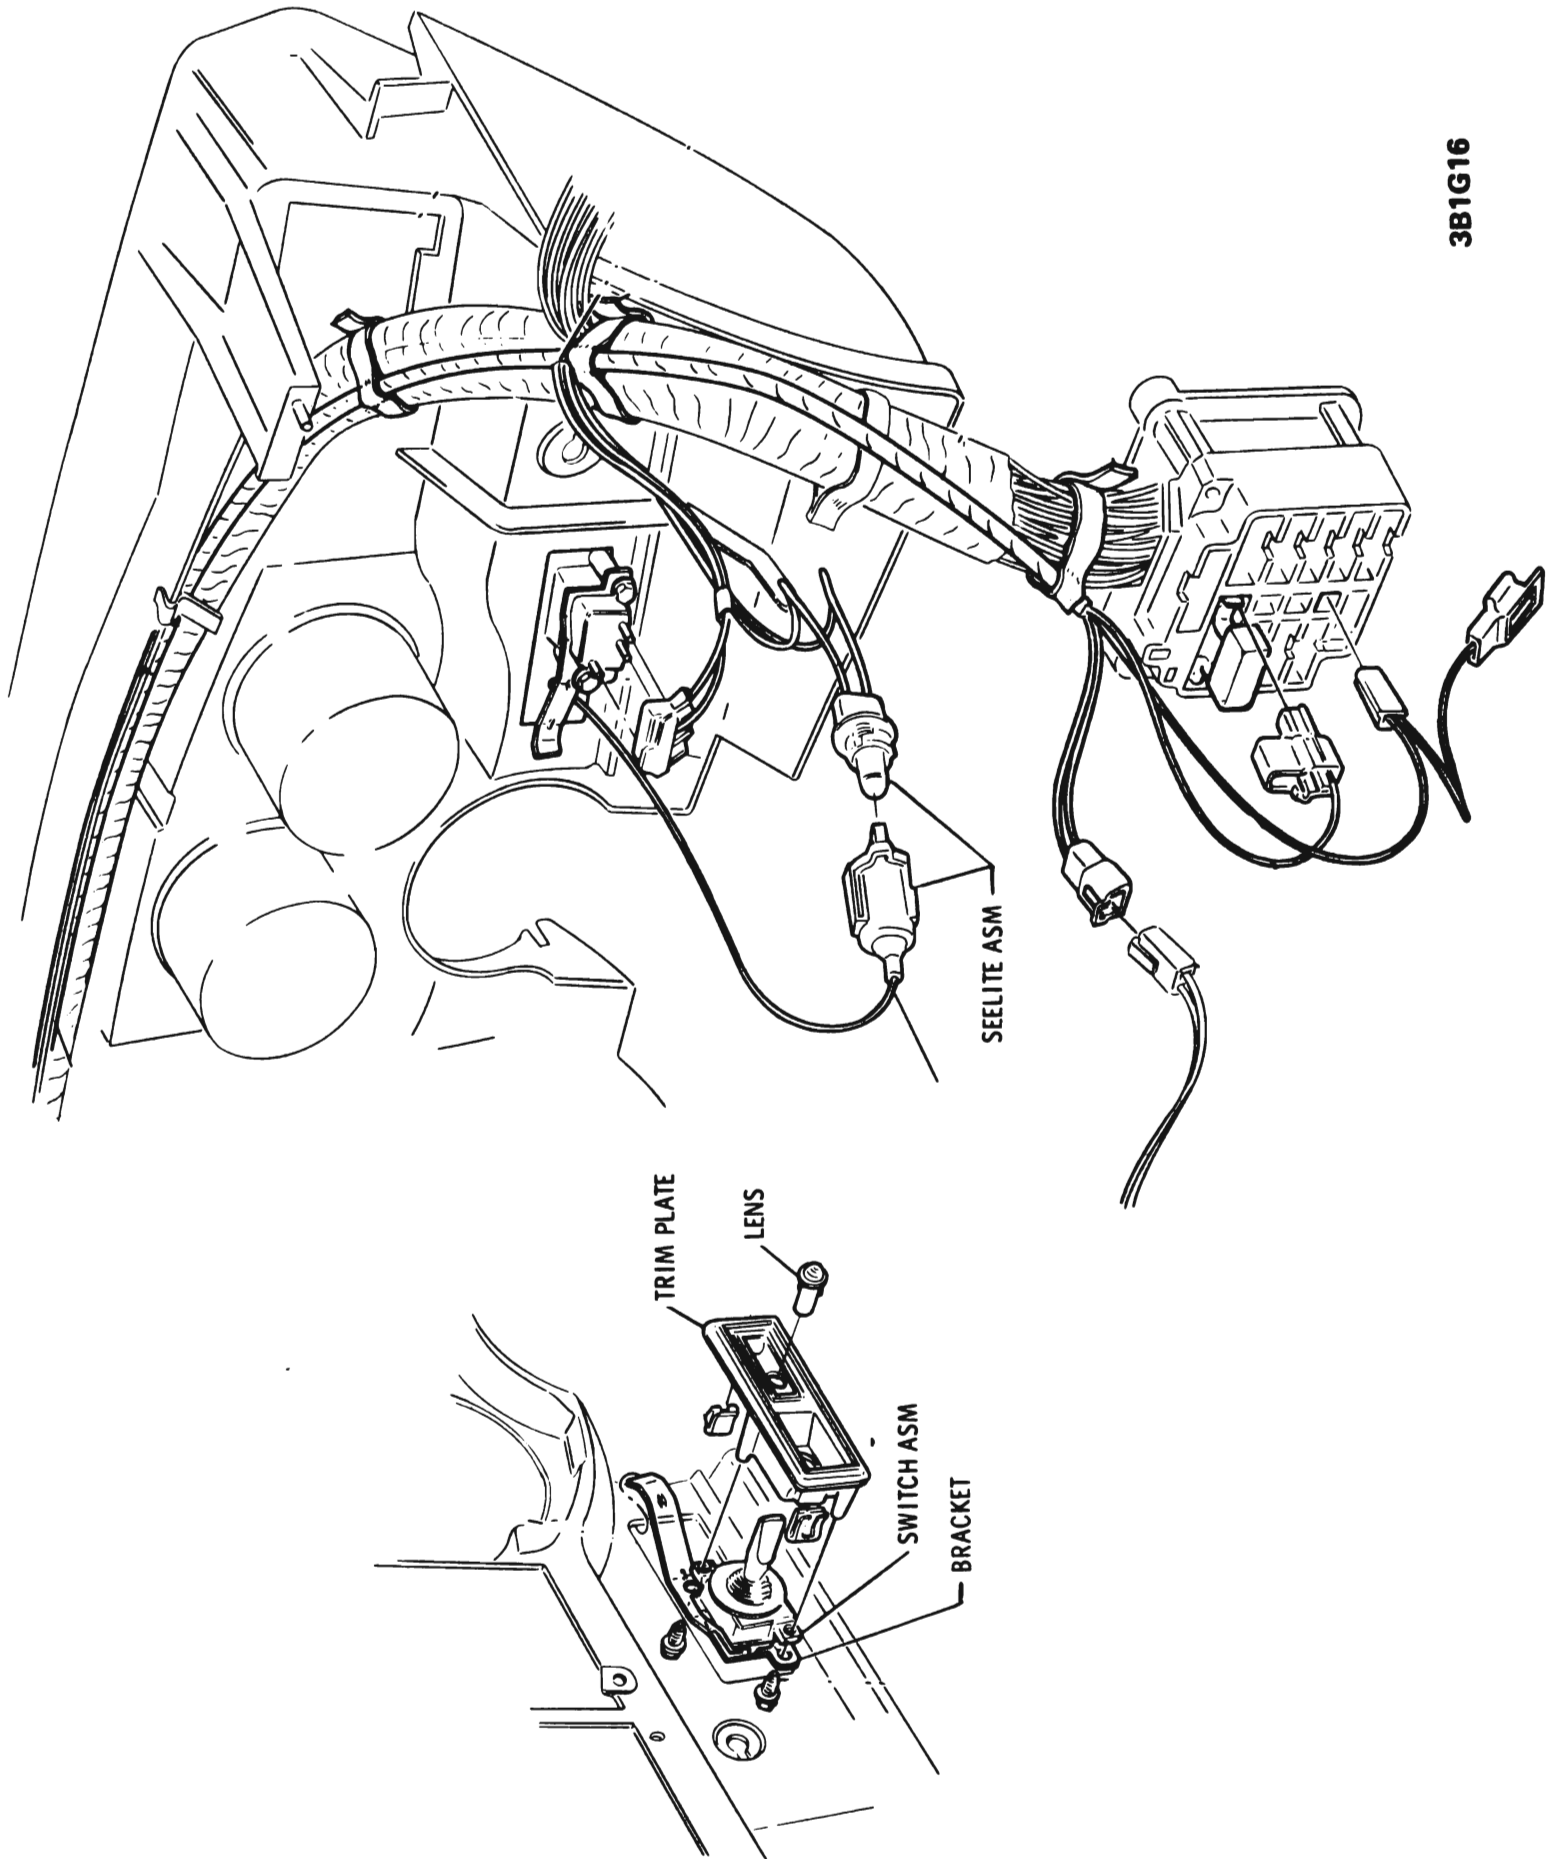 TRIM PLATE
LENS
SWITCH ASM
BRACKET
SEELITE ASM
3B1G16